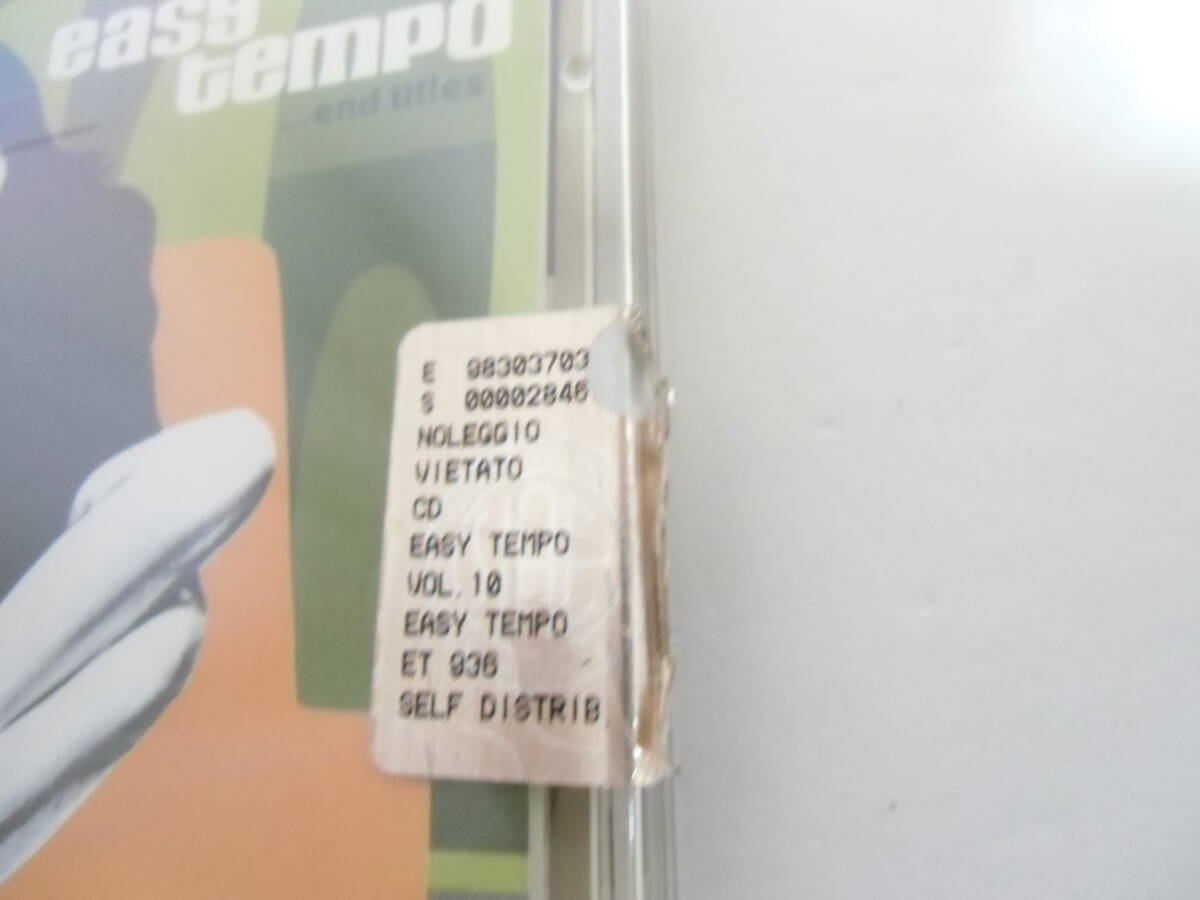 easy
tempo
...end titles
E 98303703
S 00002846
NOLEGGIO
VIETATO
CD
EASY TEMPO
VOL.10
EASY TEMPO
ET 936
SELF DISTRIB